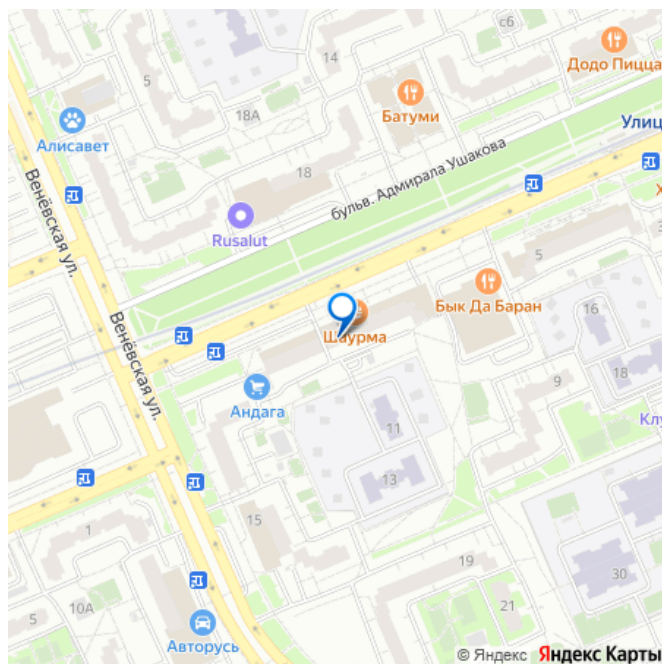 сб
Додо Пицца
14
5
Батуми
18А
Алисавет
Улиц
бульв. Адмирала Ушакова
18
Венёвская ул.
Х
Rusalut
5
Бык Да Баран
16
Шаурма
Венёвская ул.
18
9
Андага
11
Клу
13
15
1
19
30
10А
5
21
Авторусь
© Яндекс Яндекс Карты